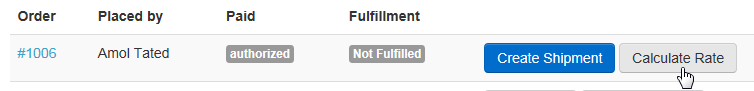 Order Placed by Paid Fulfillment
#1006 Amol Tated authorized Not Fulfilled Create Shipment Calculate Rate